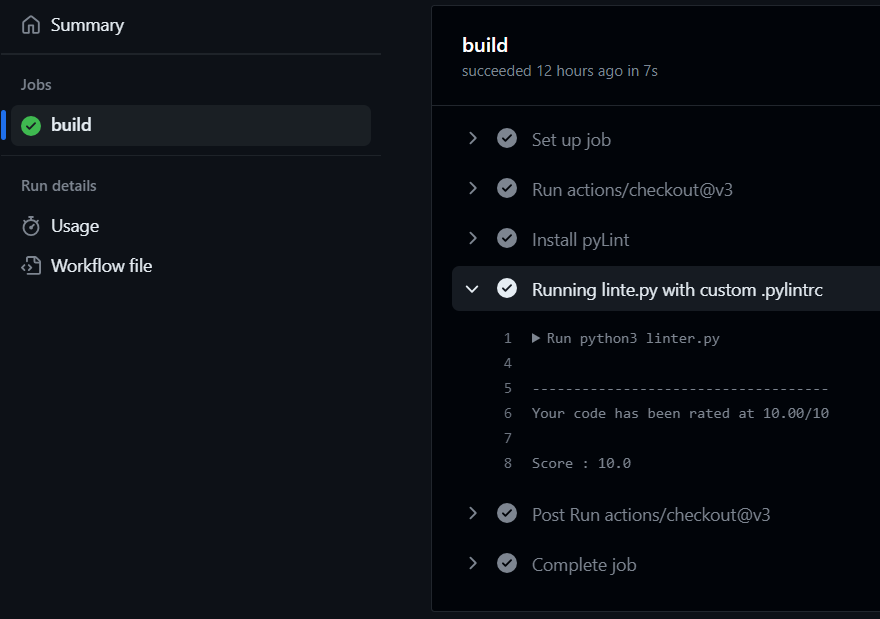 Summary
Jobs
build
Run details
Usage
Workflow file
build
succeeded 12 hours ago in 7s
Set up job
Run actions/checkout@v3
Install pyLint
Running linte.py with custom .pylintrc
1 Run python3 linter.py
4
5 ------------------------------------
6 Your code has been rated at 10.00/10
7
8 Score : 10.0
Post Run actions/checkout@v3
Complete job